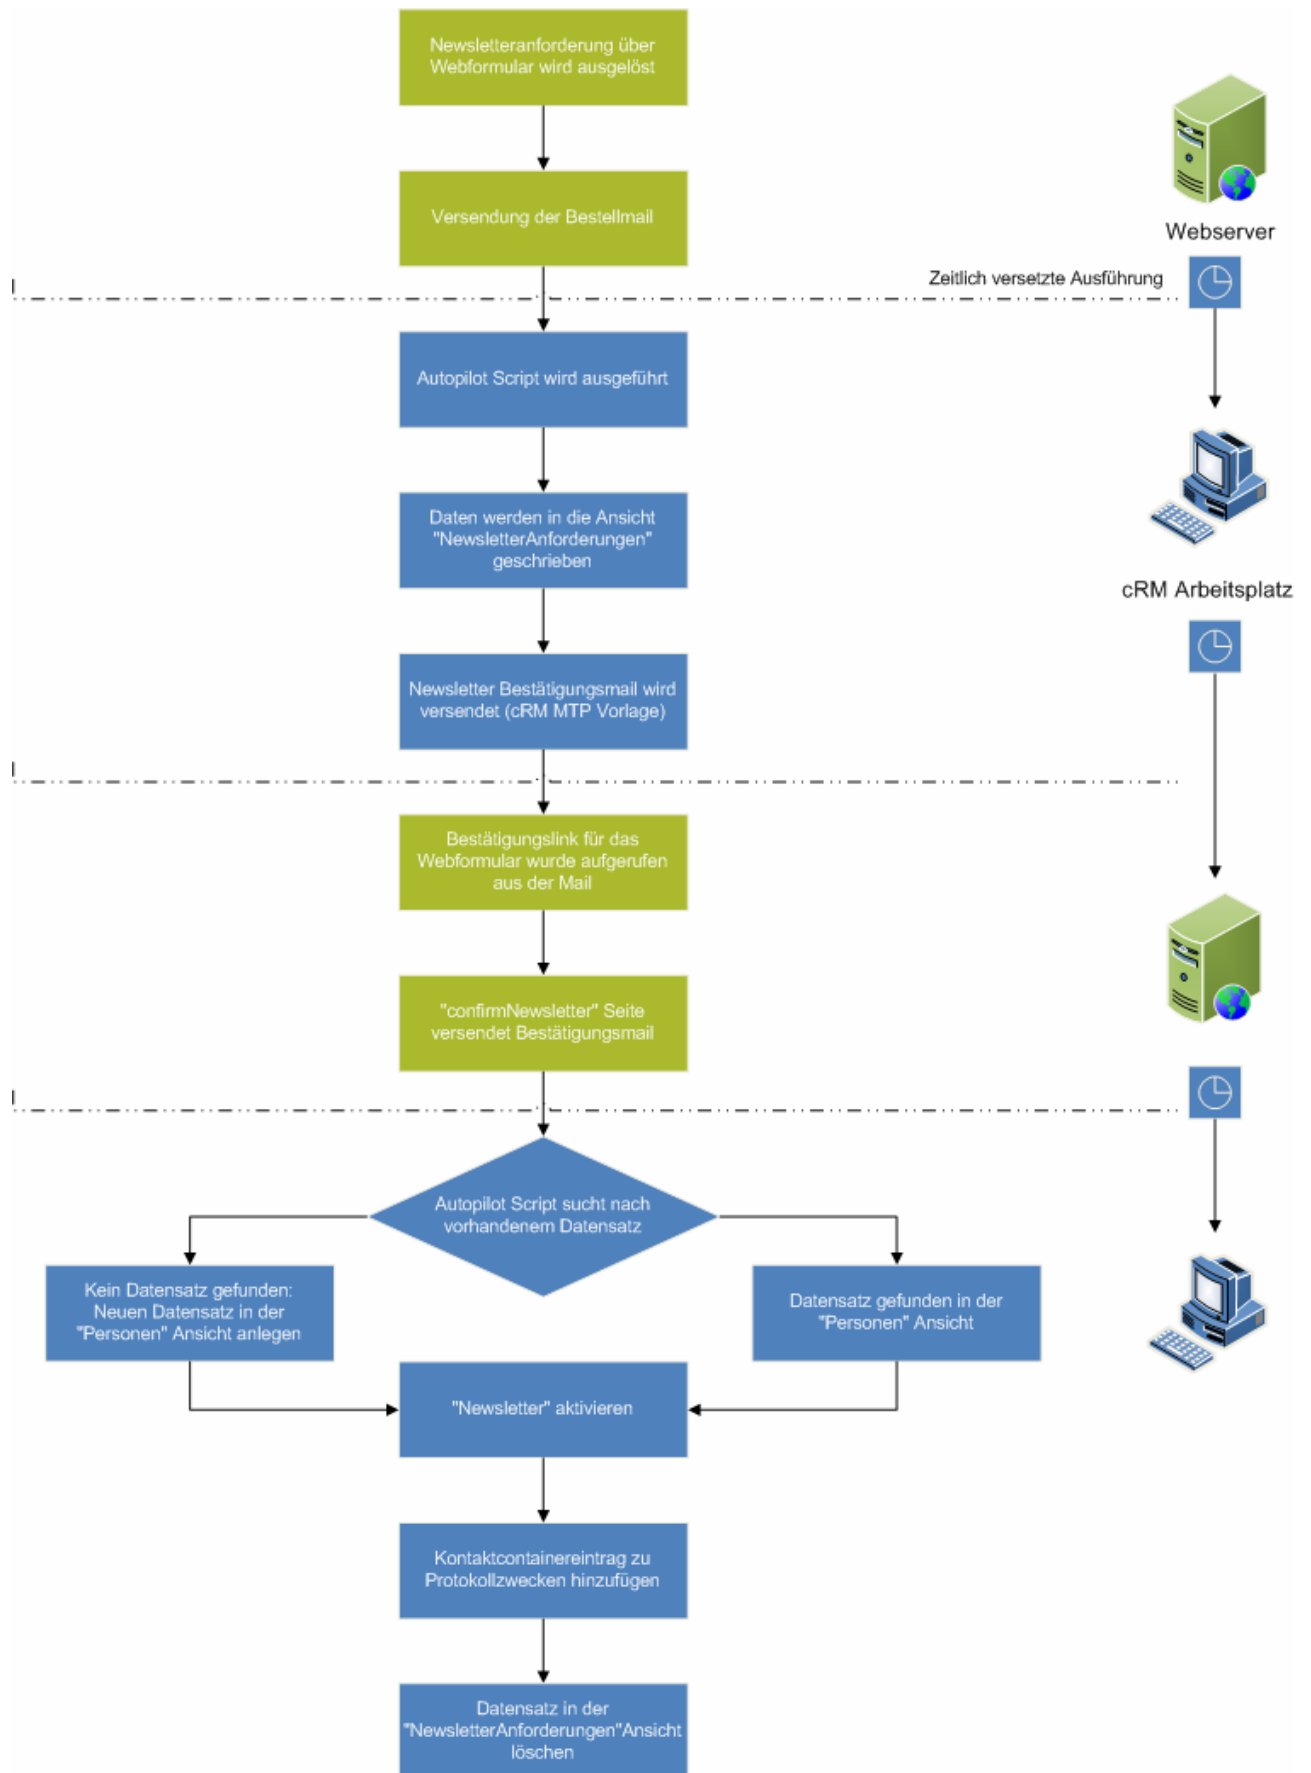 Newsletteranforderung über
Webformular wird ausgelöst
Versendung der Bestellmail
Webserver
Zeitlich versetzte Ausführung
Autopilot Script wird ausgeführt
Daten werden in die Ansicht
"NewsletterAnforderungen"
geschrieben
cRM Arbeitsplatz
Newsletter Bestätigungsmail wird
versendet (cRM MTP Vorlage)
Bestätigungslink für das
Webformular wurde aufgerufen
aus der Mail
"confirmNewsletter" Seite
versendet Bestätigungsmail
Autopilot Script sucht nach
vorhandenem Datensatz
Kein Datensatz gefunden:
Neuen Datensatz in der
"Personen" Ansicht anlegen
Datensatz gefunden in der
"Personen" Ansicht
"Newsletter" aktivieren
Kontaktcontainereintrag zu
Protokollzwecken hinzufügen
Datensatz in der
"NewsletterAnforderungen"Ansicht
löschen